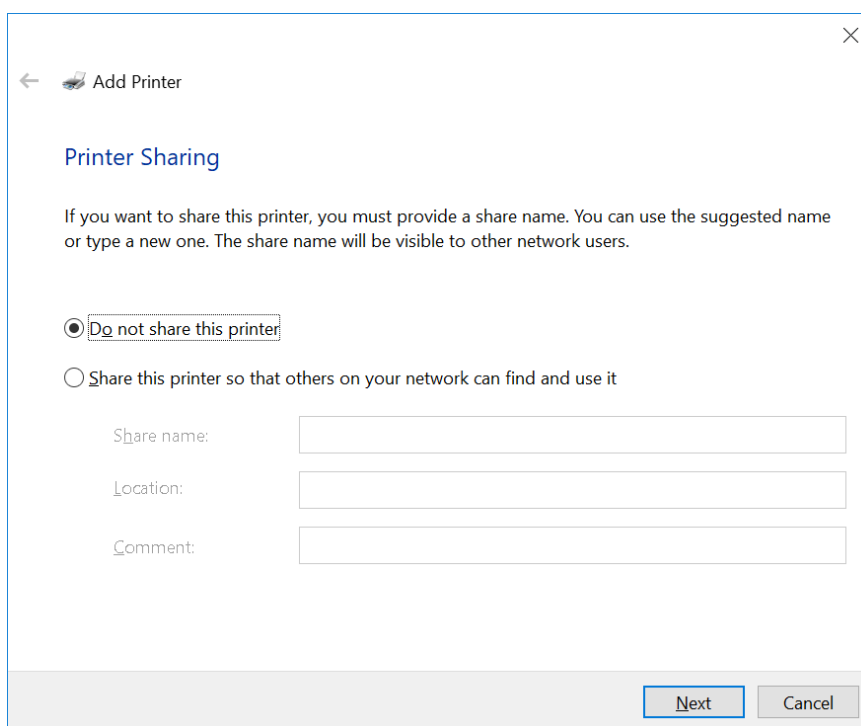 Add Printer
Printer Sharing
If you want to share this printer, you must provide a share name. You can use the suggested name
or type a new one. The share name will be visible to other network users.
Do not share this printer
Share this printer so that others on your network can find and use it
Share name:
Location:
Comment:
Next
Cancel